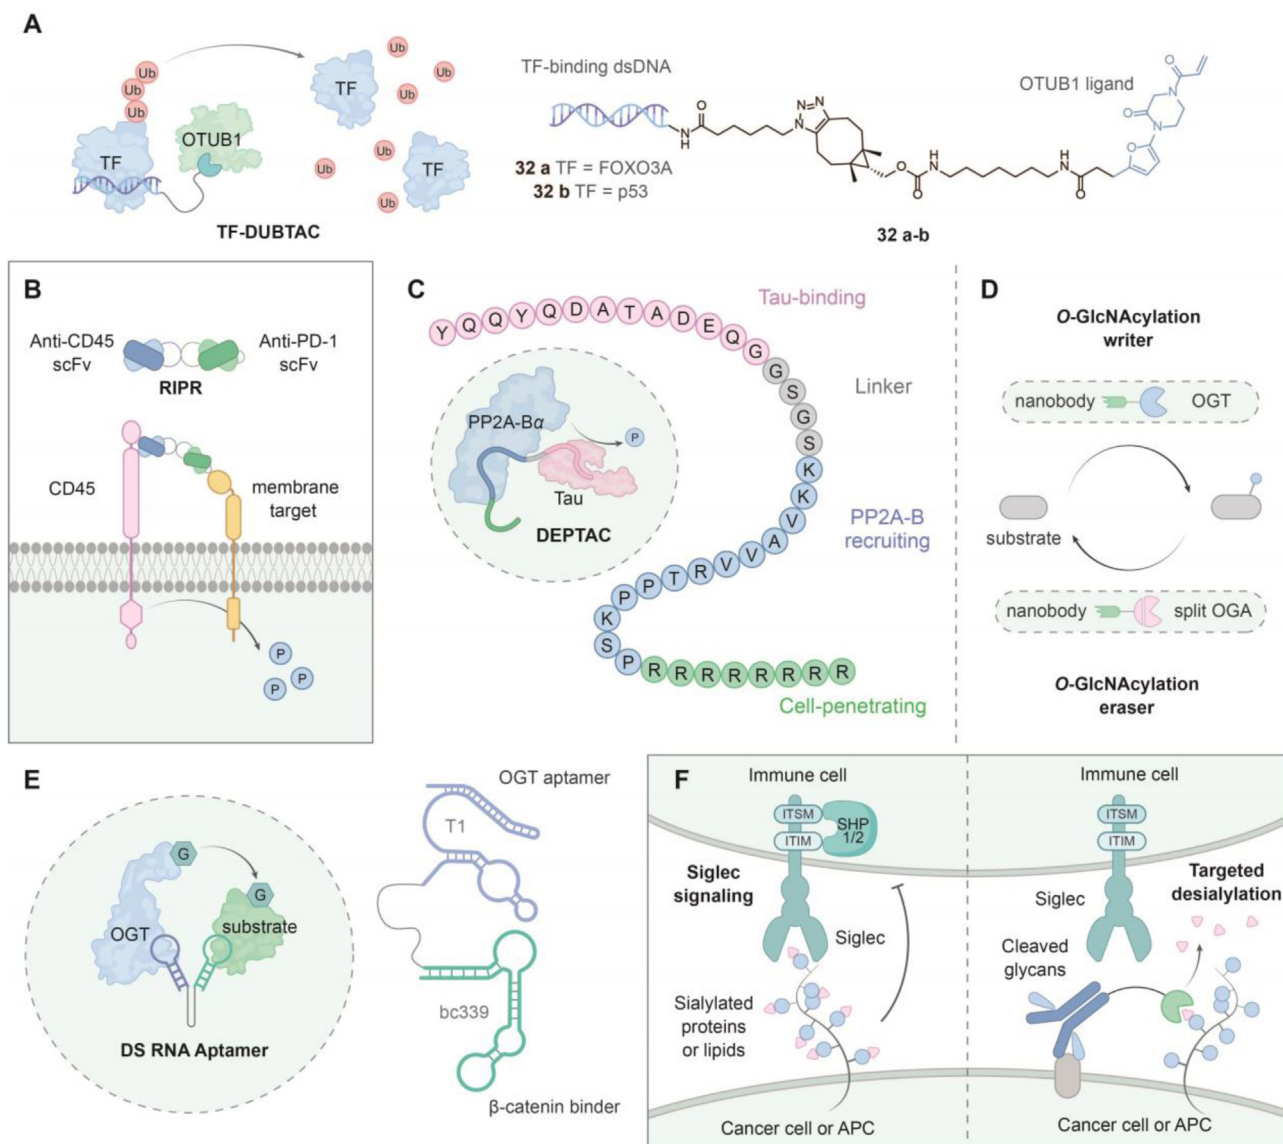 A
Ub
Ub
Ub
TF
OTUB1
TF
Ub
Ub
Ub
Ub
Ub
Ub
TF
TF-DUBTAC
TF-binding dsDNA
32 a TF = FOXO3A
32 b TF = p53
NH
O
N
N
N
O
O
H
N
H
N
O
O
O
N
N
O
OTUB1 ligand
32 a-b
B
Anti-CD45
scFv
Anti-PD-1
scFv
RIPR
CD45
membrane
target
P
P
P
C
Y Q Q Y Q D A T A D E Q G
G S G S
K K V A V V R T P P K S P
R R R R R R R R
Tau-binding
Linker
PP2A-B
recruiting
Cell-penetrating
PP2A-Bα
P
Tau
DEPTAC
D
O-GlcNAcylation
writer
nanobody
OGT
substrate
nanobody
split OGA
O-GlcNAcylation
eraser
E
G
G
OGT
substrate
DS RNA Aptamer
OGT aptamer
T1
bc339
β-catenin binder
F
Immune cell
ITSM
ITIM
SHP
1/2
Siglec
signaling
Siglec
Sialylated
proteins
or lipids
Cancer cell or APC
Immune cell
ITSM
ITIM
Siglec
Targeted
desialylation
Cleaved
glycans
Cancer cell or APC